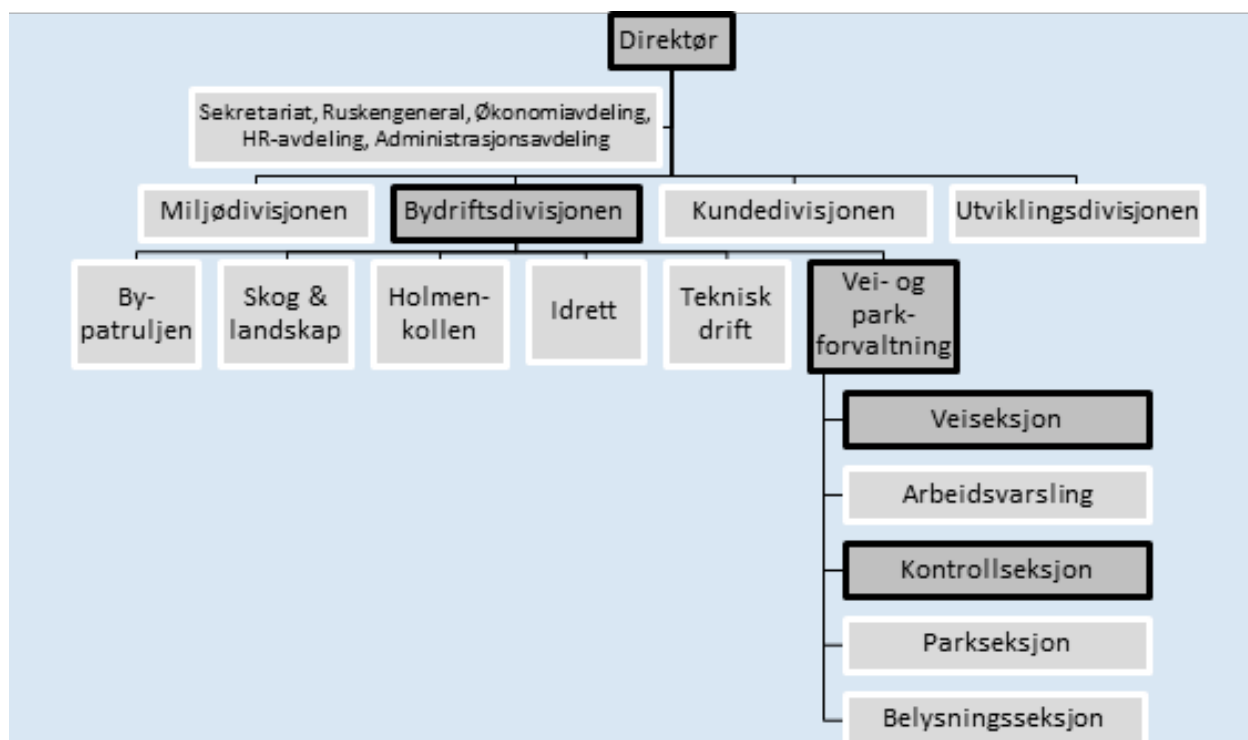 Direktør
Sekretariat, Ruskengeneral, Økonomiavdeling,
HR-avdeling, Administrasjonsavdeling
Miljødivisjonen
Bydriftsdivisjonen
Kundedivisjonen
Utviklingsdivisjonen
By-
patruljen
Skog &
landskap
Holmen-
kollen
Idrett
Teknisk
drift
Vei- og
park-
forvaltning
Veiseksjon
Arbeidsvarsling
Kontrollseksjon
Parkseksjon
Belysningsseksjon